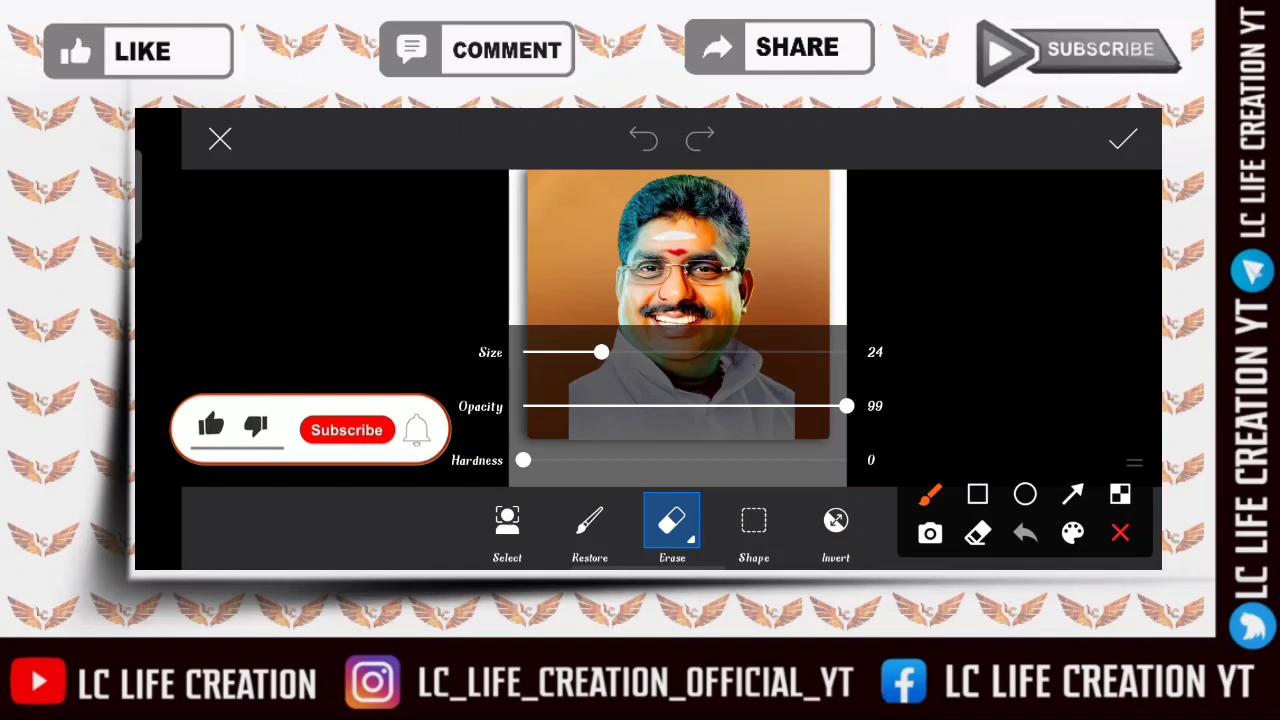 LIKE
COMMENT
SHARE
SUBSCRIBE
Size
24
Opacity
99
Subscribe
Hardness
0
Select
Restore
Erase
Shape
Invert
LC LIFE CREATION YT
LC LIFE CREATION YT
LC LIFE CREATION
LC_LIFE_CREATION_OFFICIAL_YT
LC LIFE CREATION YT